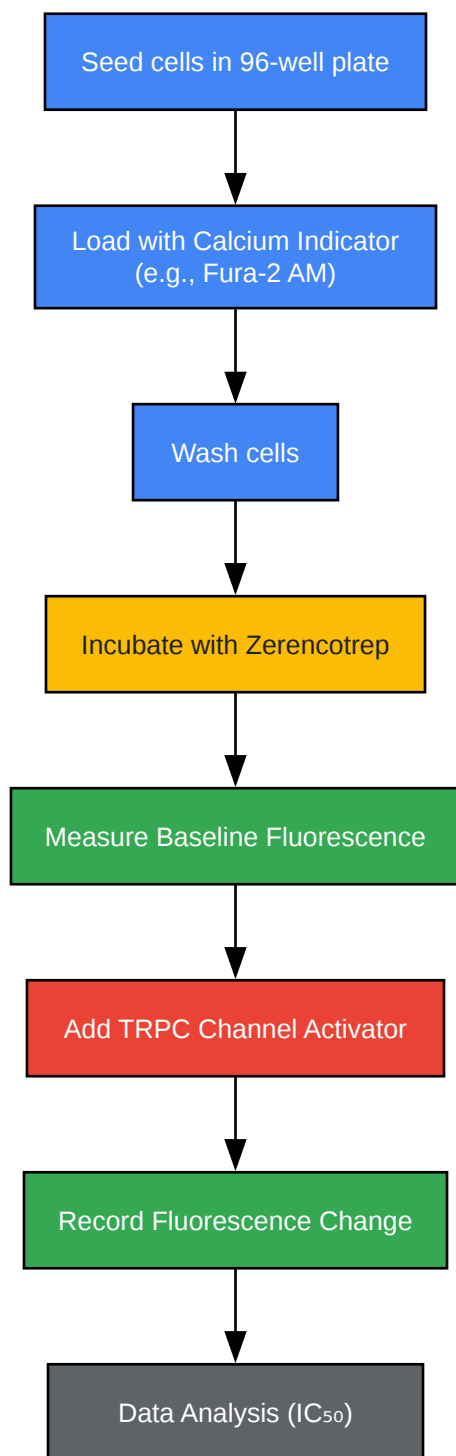 Seed cells in 96-well plate
Load with Calcium Indicator
(e.g., Fura-2 AM)
Wash cells
Incubate with Zerencotrep
Measure Baseline Fluorescence
Add TRPC Channel Activator
Record Fluorescence Change
Data Analysis (IC₅₀)